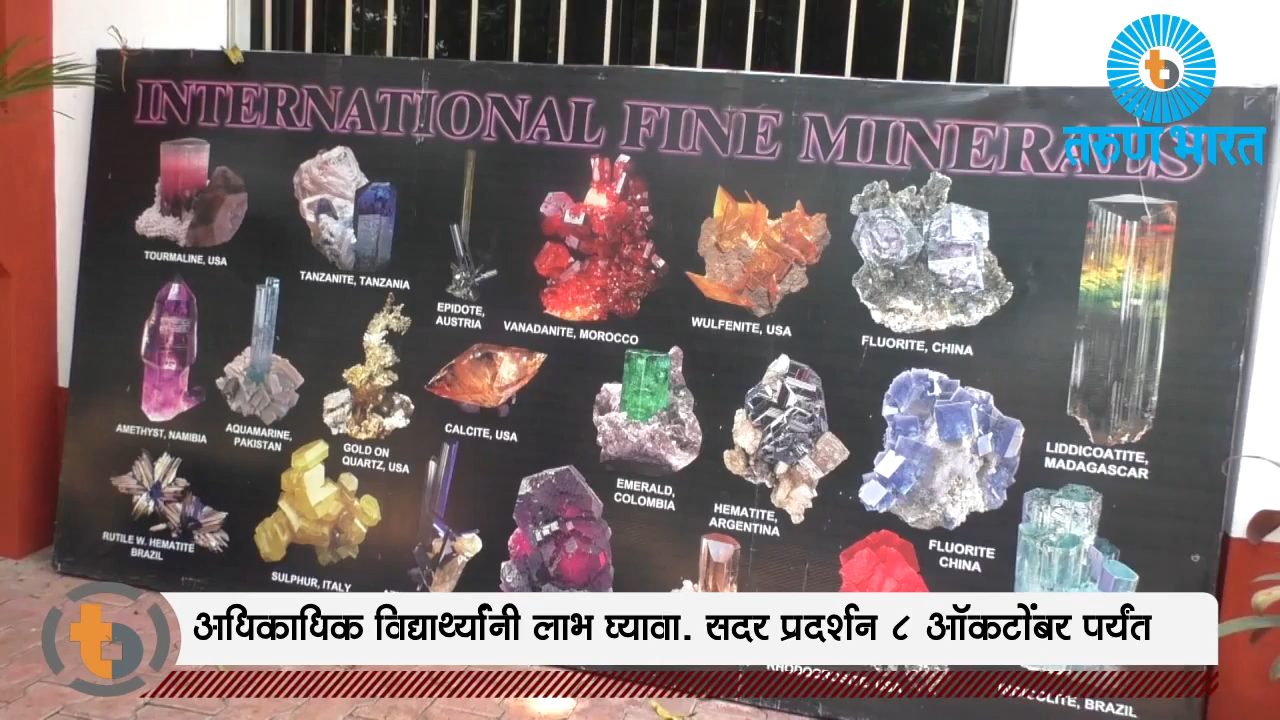 INTERNATIONAL FINE MINERALS
तरुण भारत
TOURMALINE, USA
TANZANITE, TANZANIA
EPIDOTE,
AUSTRIA
VANADANITE, MOROCCO
WULFENITE, USA
FLUORITE, CHINA
LIDDICOATITE,
MADAGASCAR
AMETHYST, NAMIBIA
AQUAMARINE,
PAKISTAN
GOLD ON
QUARTZ, USA
CALCITE, USA
EMERALD,
COLOMBIA
HEMATITE,
ARGENTINA
FLUORITE
CHINA
RUTILE W. HEMATITE
BRAZIL
SULPHUR, ITALY
अधिकाधिक विद्यार्थ्यांनी लाभ घ्यावा. सदर प्रदर्शन ८ ऑक्टोंबर पर्यंत
BRAZIL